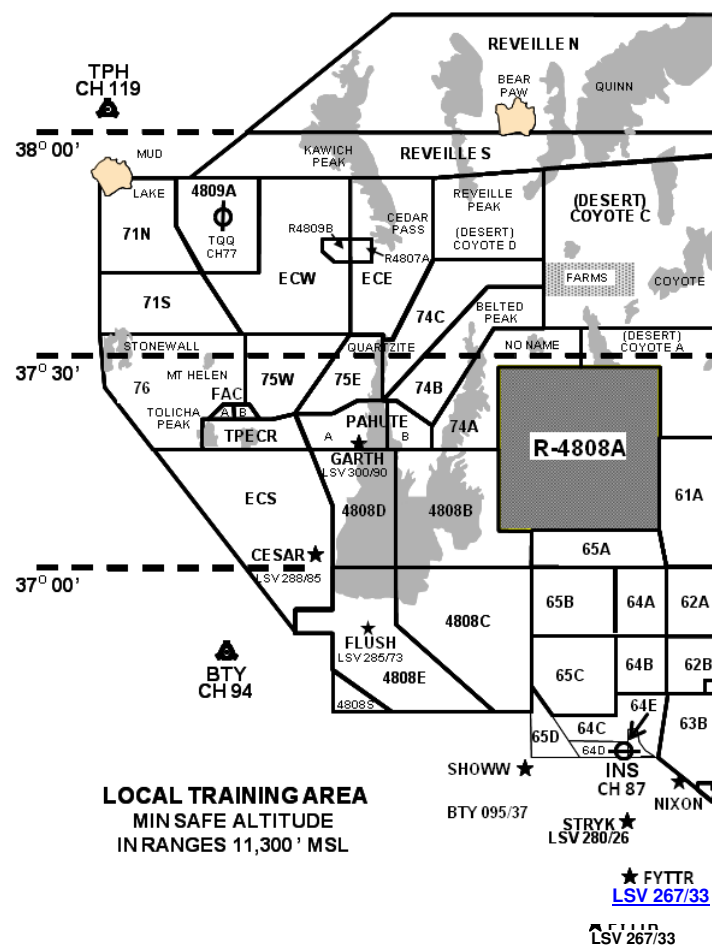 REVEILLE N
TPH
CH 119
BEAR
PAW
QUINN
38° 00'
MUD
KAWICH
PEAK
REVEILLE S
LAKE
4809A
71N
TQQ
CH77
R4809B
CEDAR
PASS
R4807A
REVEILLE
PEAK
(DESERT)
COYOTE D
(DESERT)
COYOTE C
ECW
ECE
FARMS
COYOTE
71S
74C
BELTED
PEAK
STONEWALL
QUARTZITE
NO NAME
(DESERT)
COYOTE A
37° 30'
76
MT HELEN
75W
75E
74B
FAC
A
B
TOLICHA
PEAK
TPECR
PAHUTE
A
B
74A
GARTH
LSV 300/90
R-4808A
ECS
4808D
4808B
61A
65A
CESAR
LSV 288/85
37° 00'
65B
64A
62A
4808C
FLUSH
LSV 285/73
BTY
CH 94
4808E
65C
64B
62B
4808S
64E
65D
64C
64D
63B
SHOWW
INS
CH 87
NIXON
LOCAL TRAINING AREA
MIN SAFE ALTITUDE
IN RANGES 11,300 ' MSL
BTY 095/37
STRYK
LSV 280/26
FYTTR
LSV 267/33
FYTTR
LSV 267/33